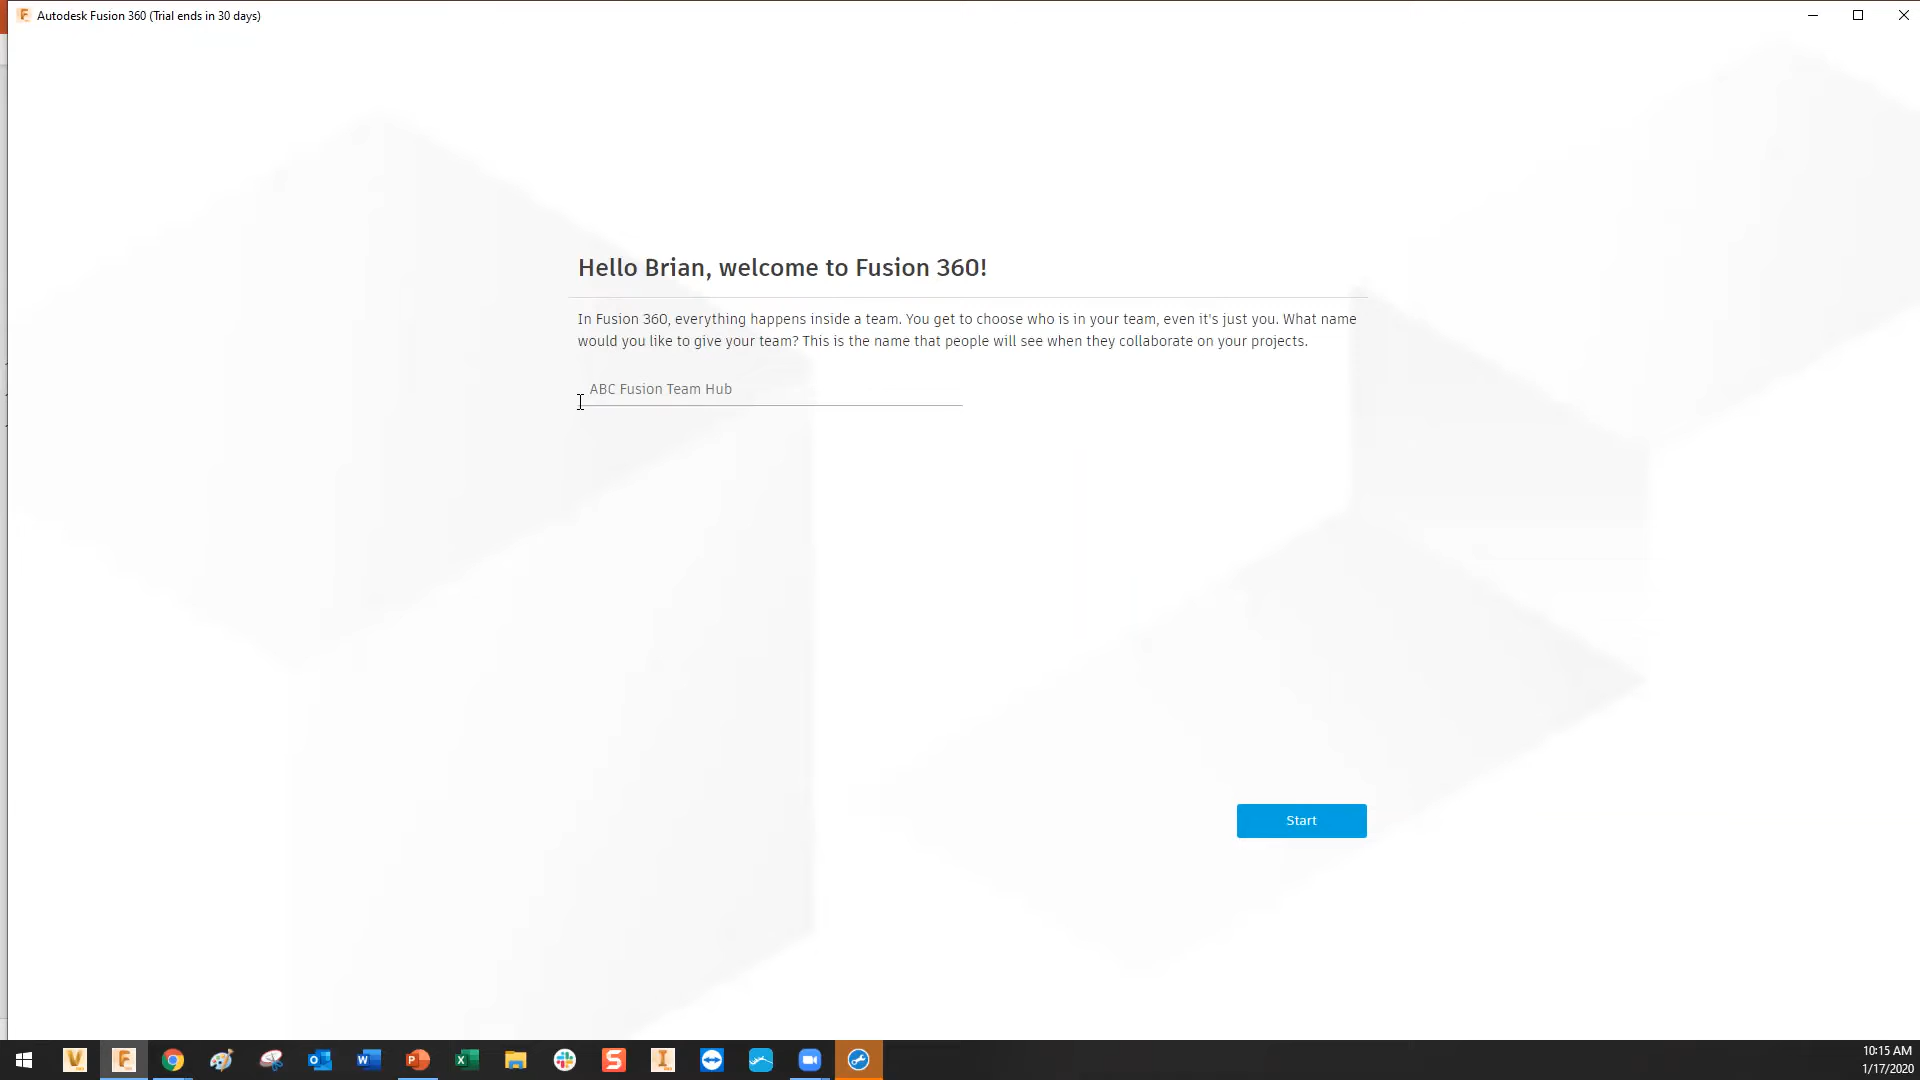 Autodesk Fusion 360 (Trial ends in 30 days)
Hello Brian, welcome to Fusion 360!
In Fusion 360, everything happens inside a team. You get to choose who is in your team, even it's just you. What name
would you like to give your team? This is the name that people will see when they collaborate on your projects.
ABC Fusion Team Hub
Start
10:15 AM
1/17/2020